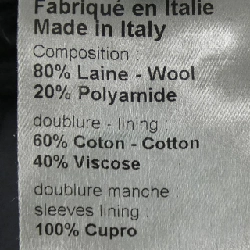 Fabriqué en Italie
Made in Italy
Composition :
80% Laine - Wool
20% Polyamide
doublure - lining
60% Coton - Cotton
40% Viscose
doublure manche
sleeves lining :
100% Cupro